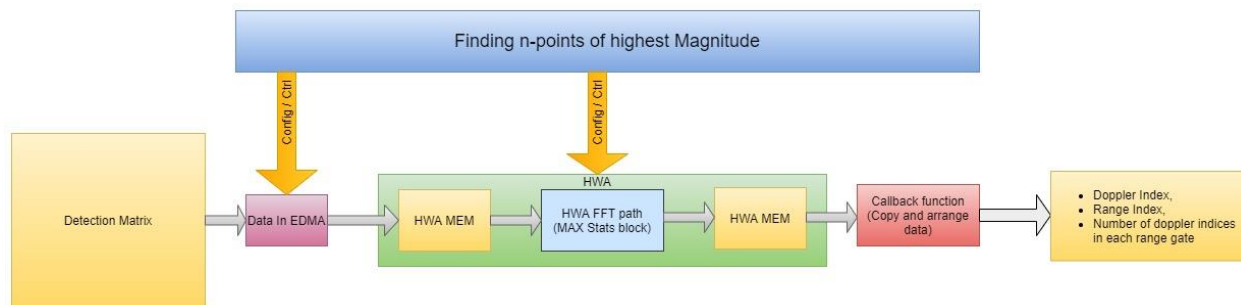 Finding n-points of highest Magnitude
Config / Ctrl
Config / Ctrl
Detection Matrix
Data In EDMA
HWA
HWA MEM
HWA FFT path
(MAX Stats block)
HWA MEM
Callback function
(Copy and arrange
data)
• Doppler Index,
• Range Index,
• Number of doppler indices
in each range gate